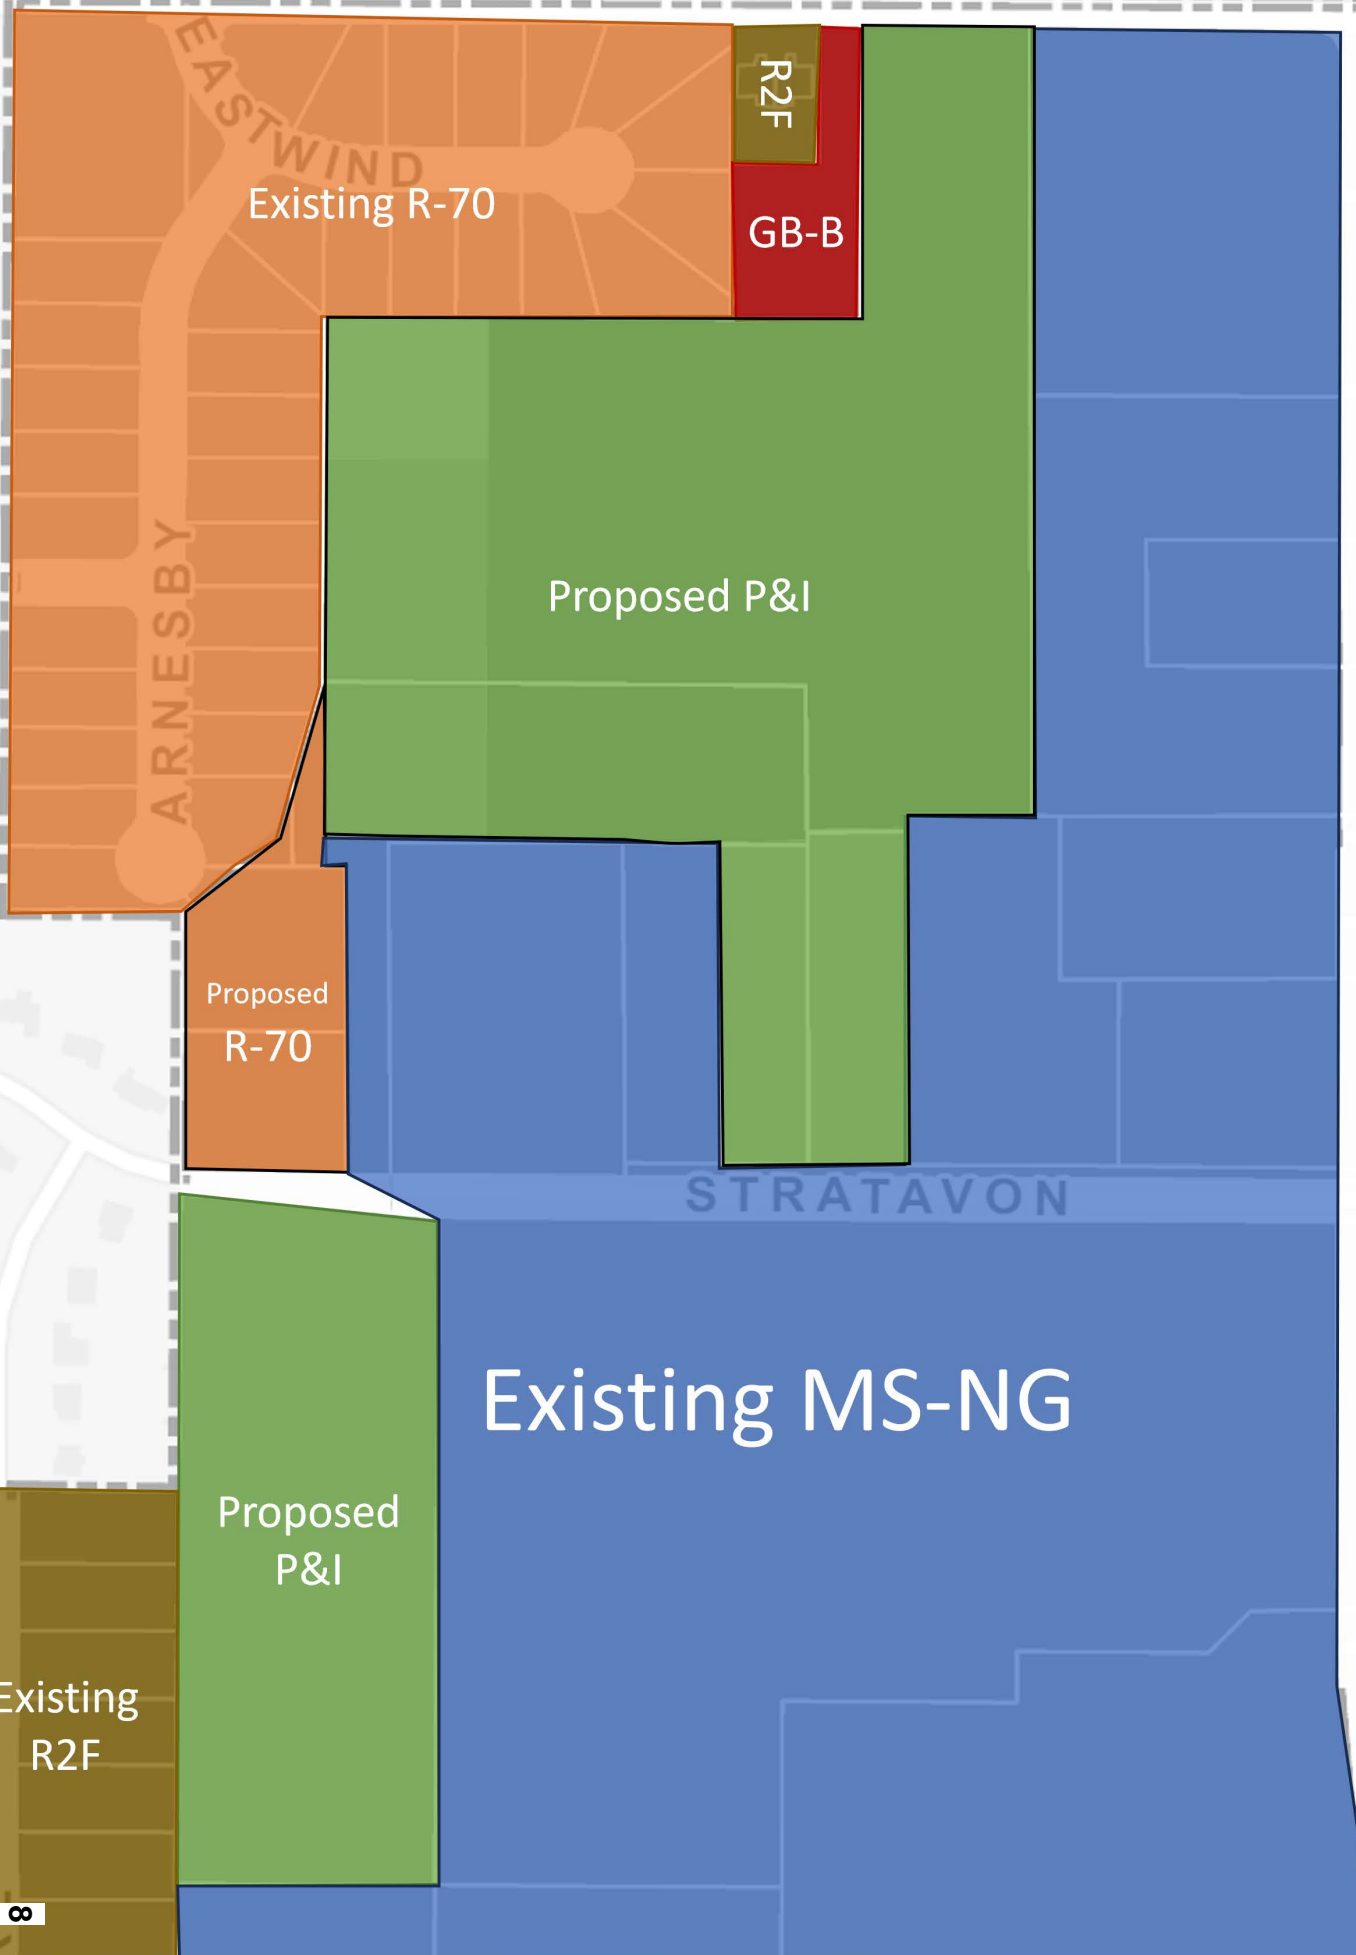 EASTWIND
R2F
Existing R-70
GB-B
ARNESBY
Proposed P&I
Proposed
R-70
STRATAVON
Existing MS-NG
Proposed
P&I
Existing
R2F
8